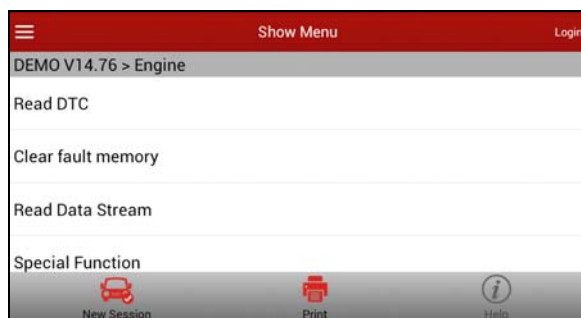 Show Menu
Login
DEMO V14.76 > Engine
Read DTC
Clear fault memory
Read Data Stream
Special Function
New Session
Print
Help